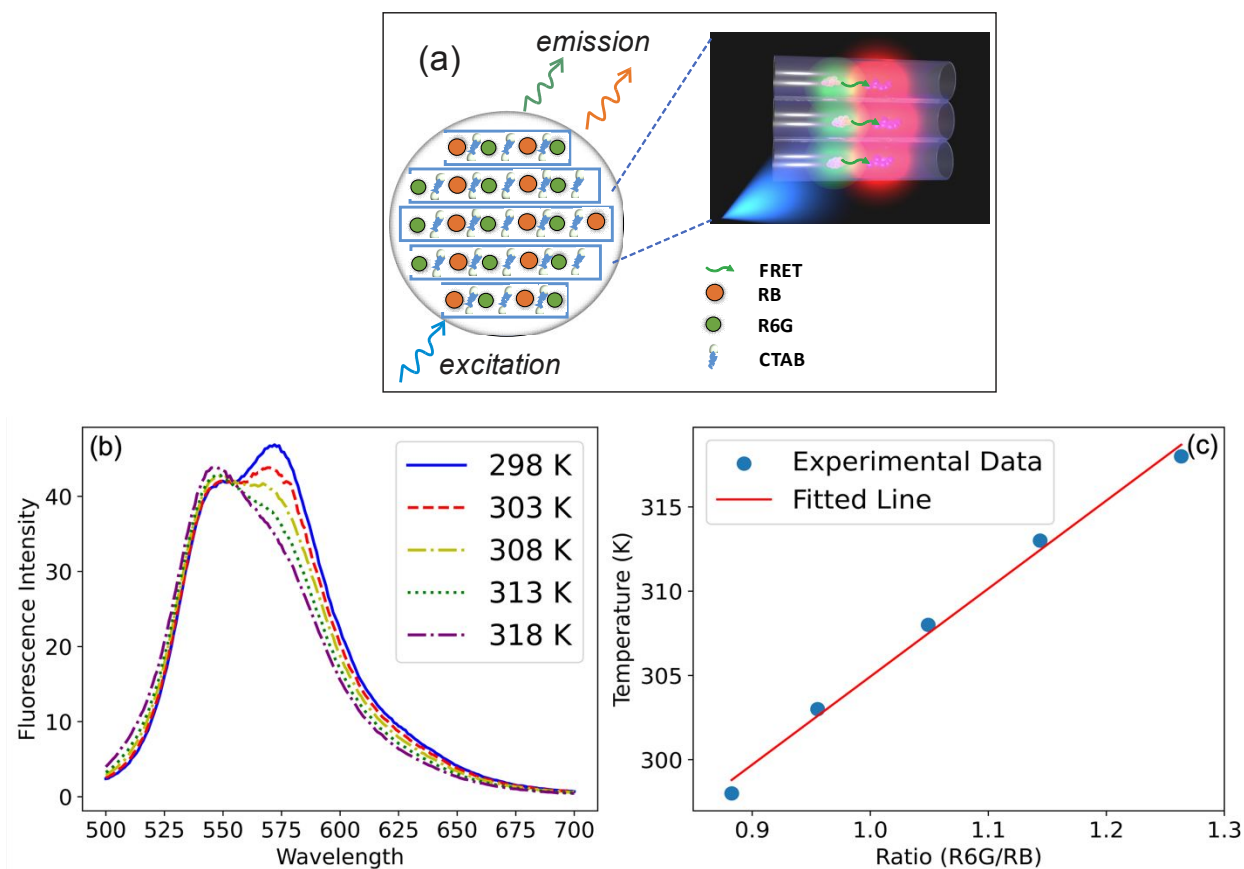 (a)
emission
excitation
FRET
RB
R6G
CTAB
(b)
Fluorescence Intensity
40
30
20
10
0
298 K
303 K
308 K
313 K
318 K
500 525 550 575 600 625 650 675 700
Wavelength
(c)
Temperature (K)
315
310
305
300
Experimental Data
Fitted Line
0.9 1.0 1.1 1.2 1.3
Ratio (R6G/RB)